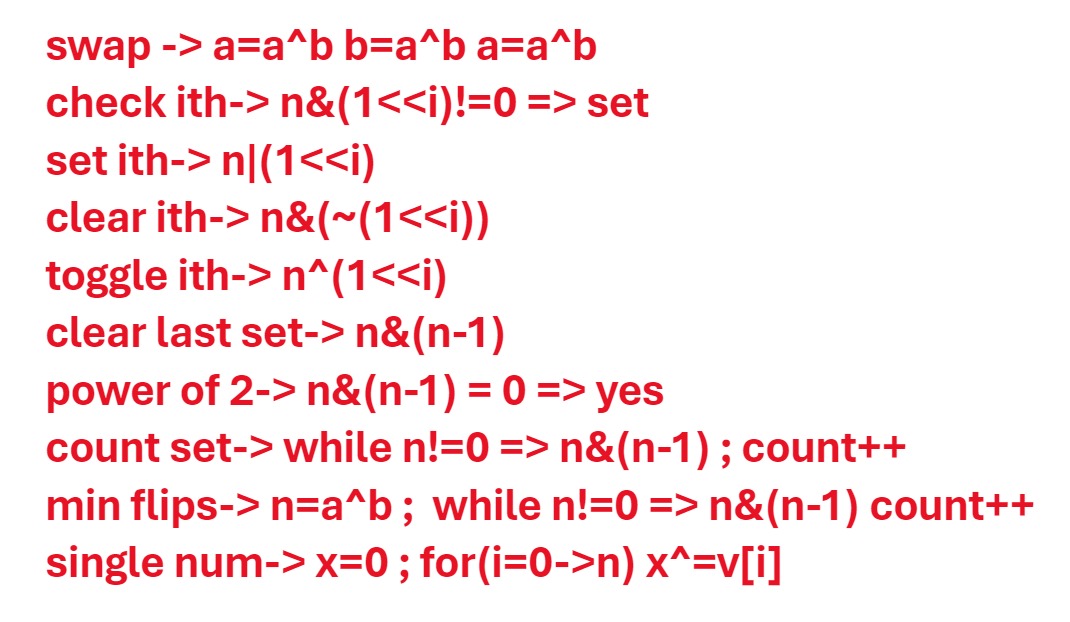 swap -> a=a^b b=a^b a=a^b
check ith-> n&(1<<i)!=0 => set
set ith-> n|(1<<i)
clear ith-> n&(~(1<<i))
toggle ith-> n^(1<<i)
clear last set-> n&(n-1)
power of 2-> n&(n-1) = 0 => yes
count set-> while n!=0 => n&(n-1) ; count++
min flips-> n=a^b ;  while n!=0 => n&(n-1) count++
single num-> x=0 ; for(i=0->n) x^=v[i]